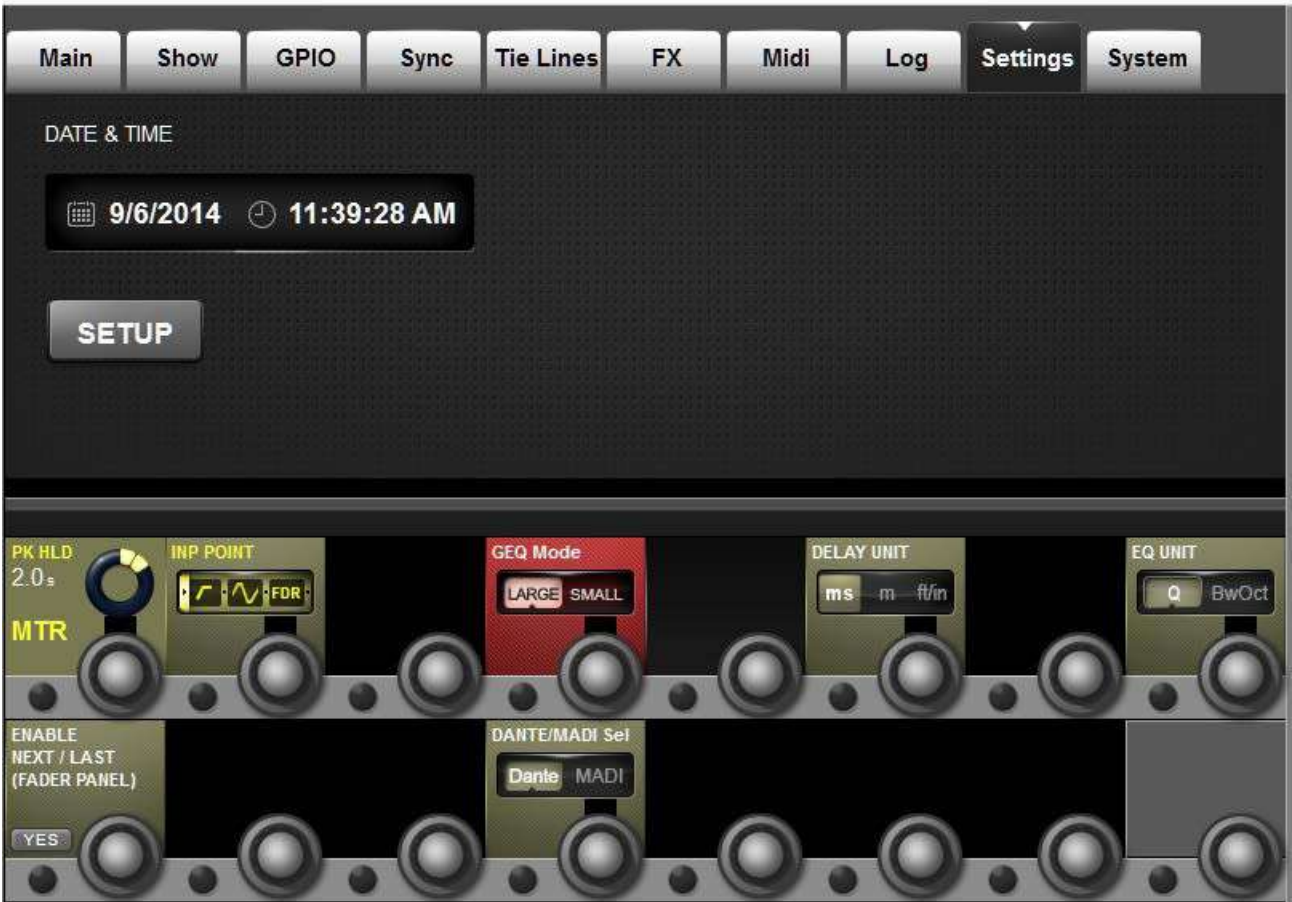 Main Show GPIO Sync Tie Lines FX Midi Log Settings System
DATE & TIME
9/6/2014 11:39:28 AM
SETUP
PK HLD INP POINT GEQ Mode DELAY UNIT EQ UNIT
2.0s FDR LARGE SMALL ms m ft/in Q BwOct
MTR
ENABLE DANTE/MADI Sel
NEXT / LAST
(FADER PANEL) Dante MADI
YES